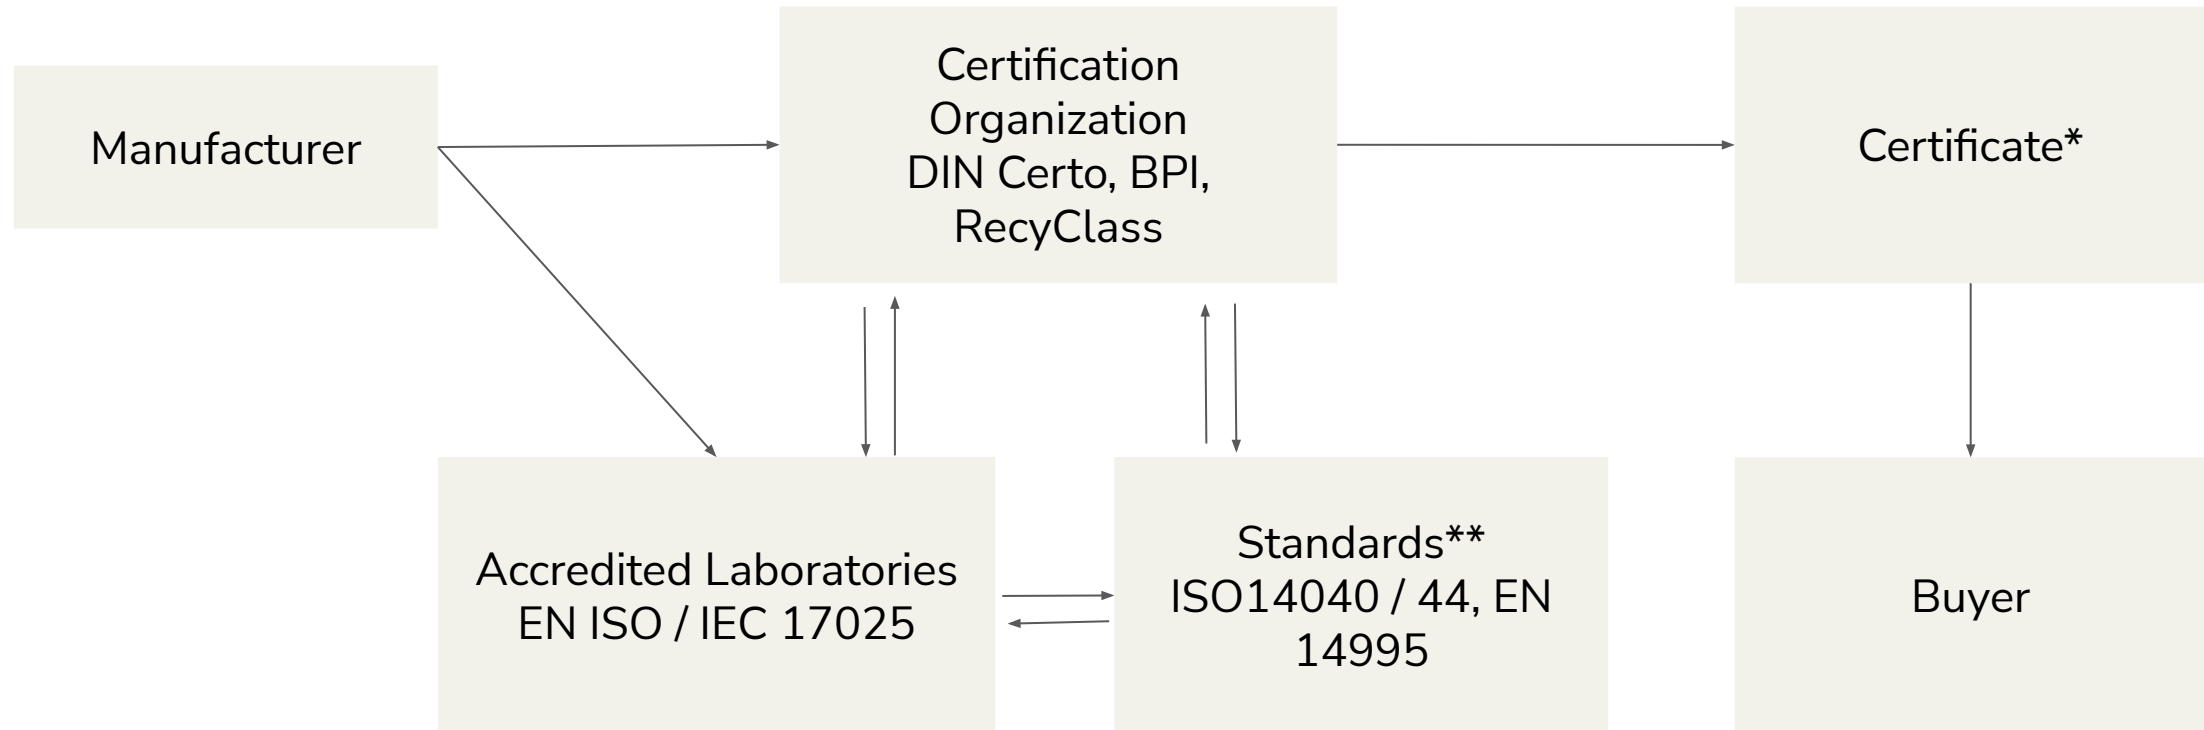 Manufacturer
Certification
Organization
DIN Certo, BPI,
RecyClass
Certificate*
Accredited Laboratories
EN ISO / IEC 17025
Standards**
ISO14040 / 44, EN
14995
Buyer